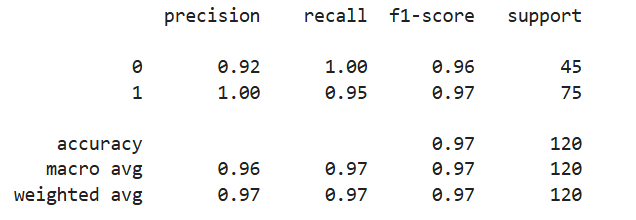 precision recall f1-score support
0 0.92 1.00 0.96 45
1 1.00 0.95 0.97 75
accuracy 0.97 120
macro avg 0.96 0.97 0.97 120
weighted avg 0.97 0.97 0.97 120